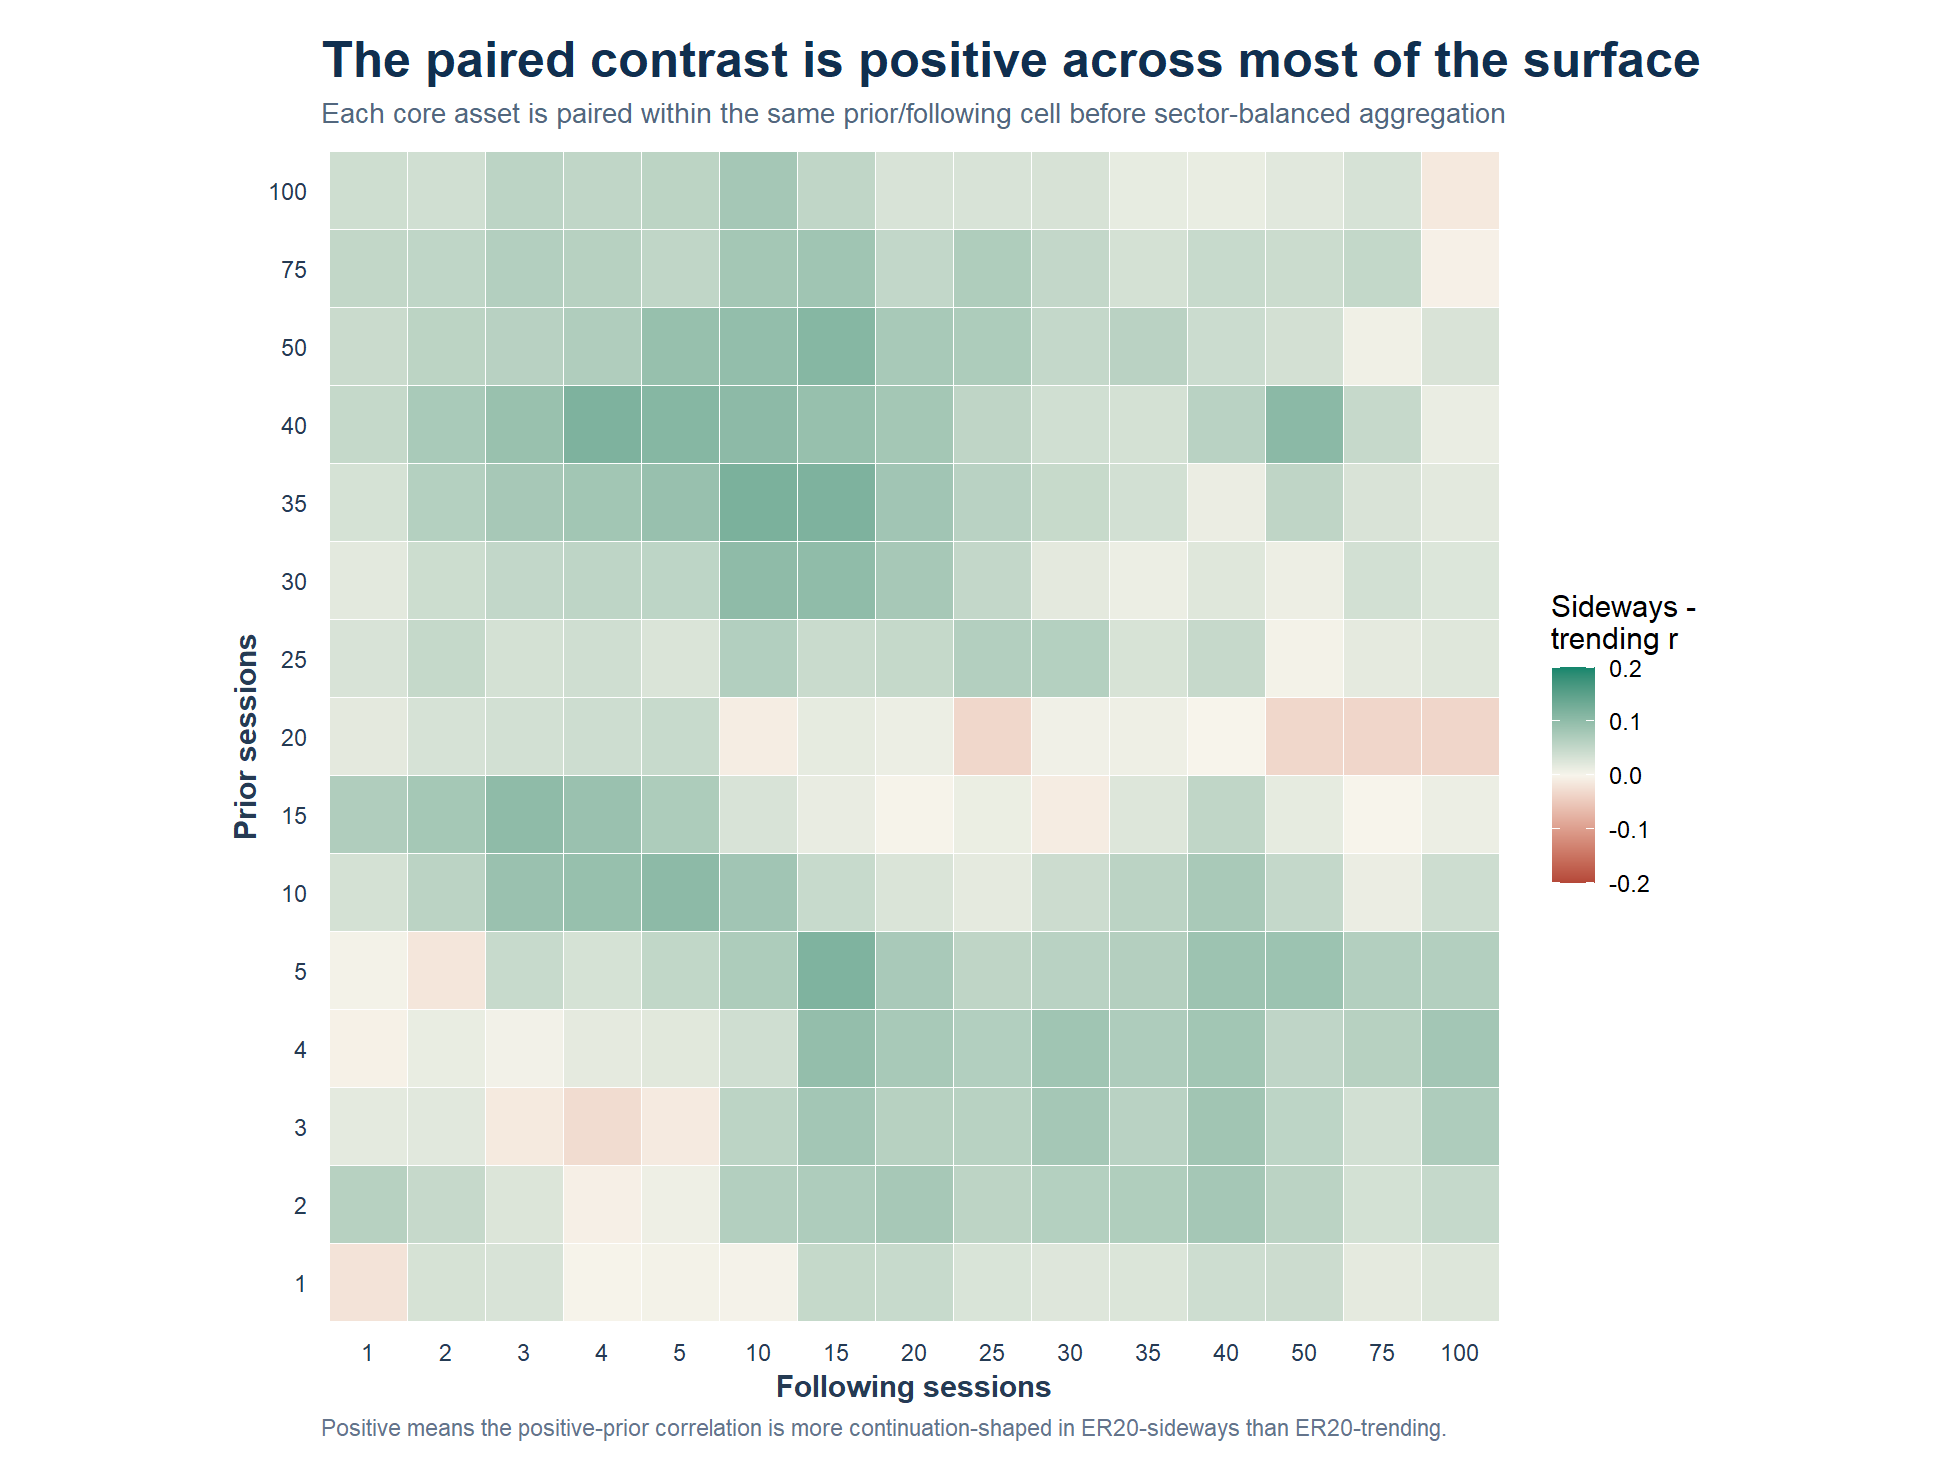 The paired contrast is positive across most of the surface
Each core asset is paired within the same prior/following cell before sector-balanced aggregation
Prior sessions
100
75
50
40
35
30
25
20
15
10
5
4
3
2
1
1 2 3 4 5 10 15 20 25 30 35 40 50 75 100
Following sessions
Sideways -
trending r
0.2
0.1
0.0
-0.1
-0.2
Positive means the positive-prior correlation is more continuation-shaped in ER20-sideways than ER20-trending.